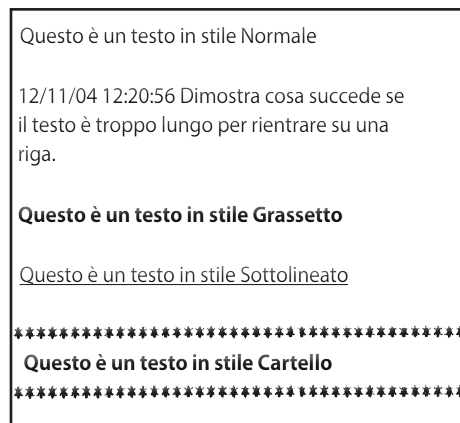 Questo è un testo in stile Normale
12/11/04 12:20:56 Dimostra cosa succede se
il testo è troppo lungo per rientrare su una
riga.
Questo è un testo in stile Grassetto
Questo è un testo in stile Sottolineato
****************************************
Questo è un testo in stile Cartello
****************************************